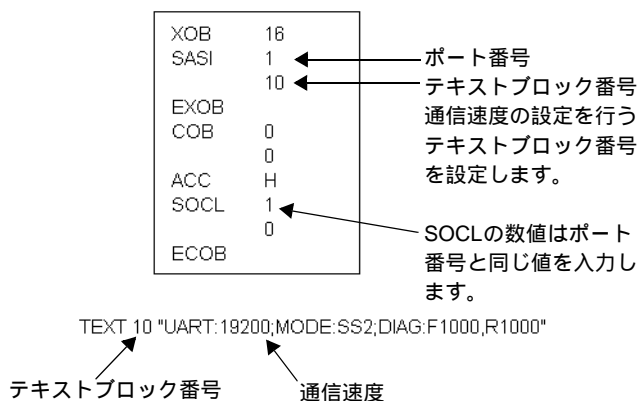 XOB 16
SASI 1
10
EXOB
COB 0
0
ACC H
SOCL 1
0
ECOB
ポート番号
テキストブロック番号
通信速度の設定を行う
テキストブロック番号
を設定します。
SOCLの数値はポート
番号と同じ値を入力し
ます。
TEXT 10 "UART:19200;MODE:SS2;DIAG:F1000,R1000"
テキストブロック番号
通信速度